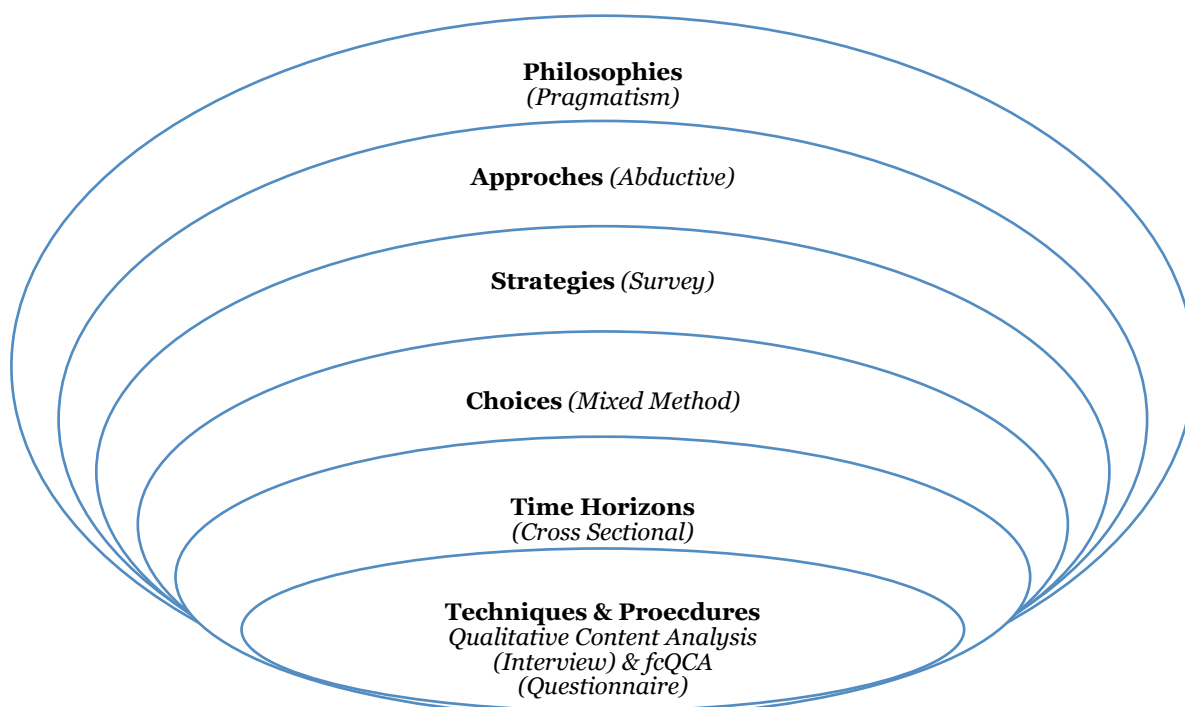 Philosophies
(Pragmatism)
Approches (Abductive)
Strategies (Survey)
Choices (Mixed Method)
Time Horizons
(Cross Sectional)
Techniques & Proecdures
Qualitative Content Analysis
(Interview) & fcQCA
(Questionnaire)